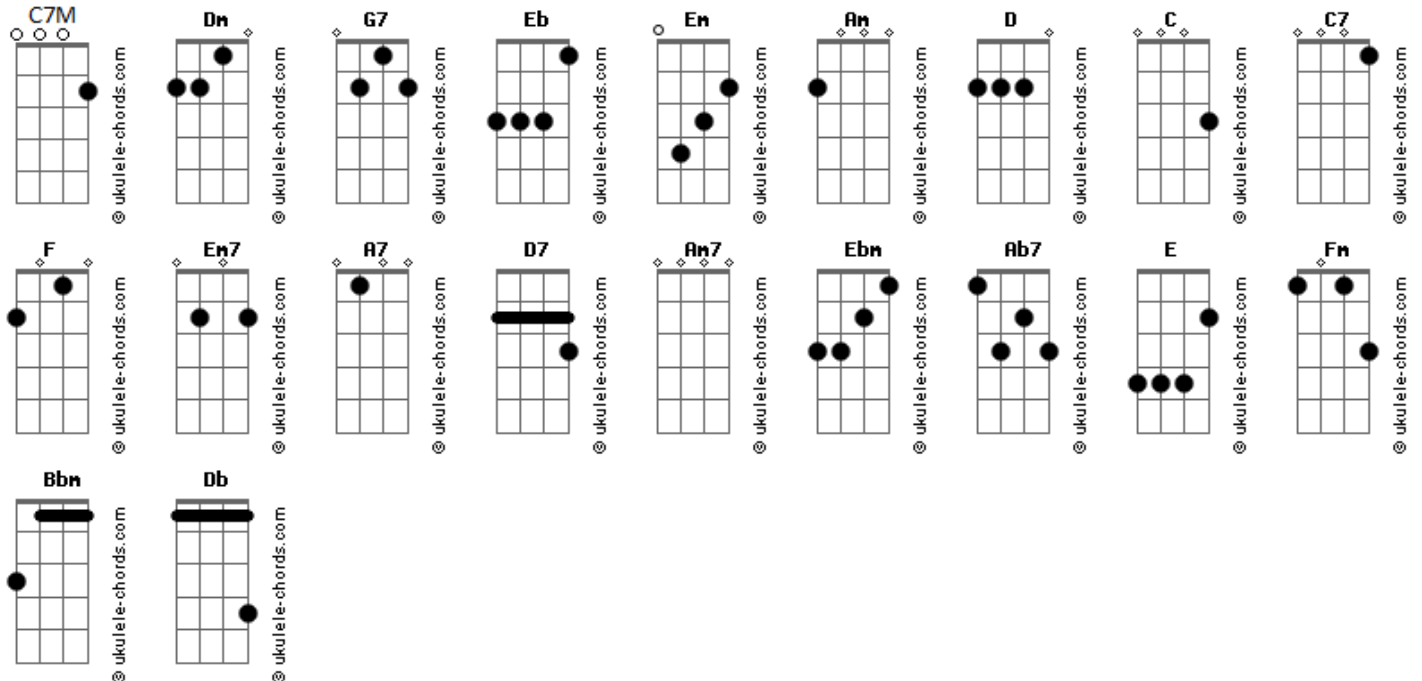 C7M Dm G7 Eb Em Am D C C7
© ukulele-chords.com © ukulele-chords.com © ukulele-chords.com © ukulele-chords.com © ukulele-chords.com © ukulele-chords.com © ukulele-chords.com © ukulele-chords.com © ukulele-chords.com
F Em7 A7 D7 Am7 Ebm Ab7 E Fm
© ukulele-chords.com © ukulele-chords.com © ukulele-chords.com © ukulele-chords.com © ukulele-chords.com © ukulele-chords.com © ukulele-chords.com © ukulele-chords.com © ukulele-chords.com
Bbm Db
© ukulele-chords.com © ukulele-chords.com